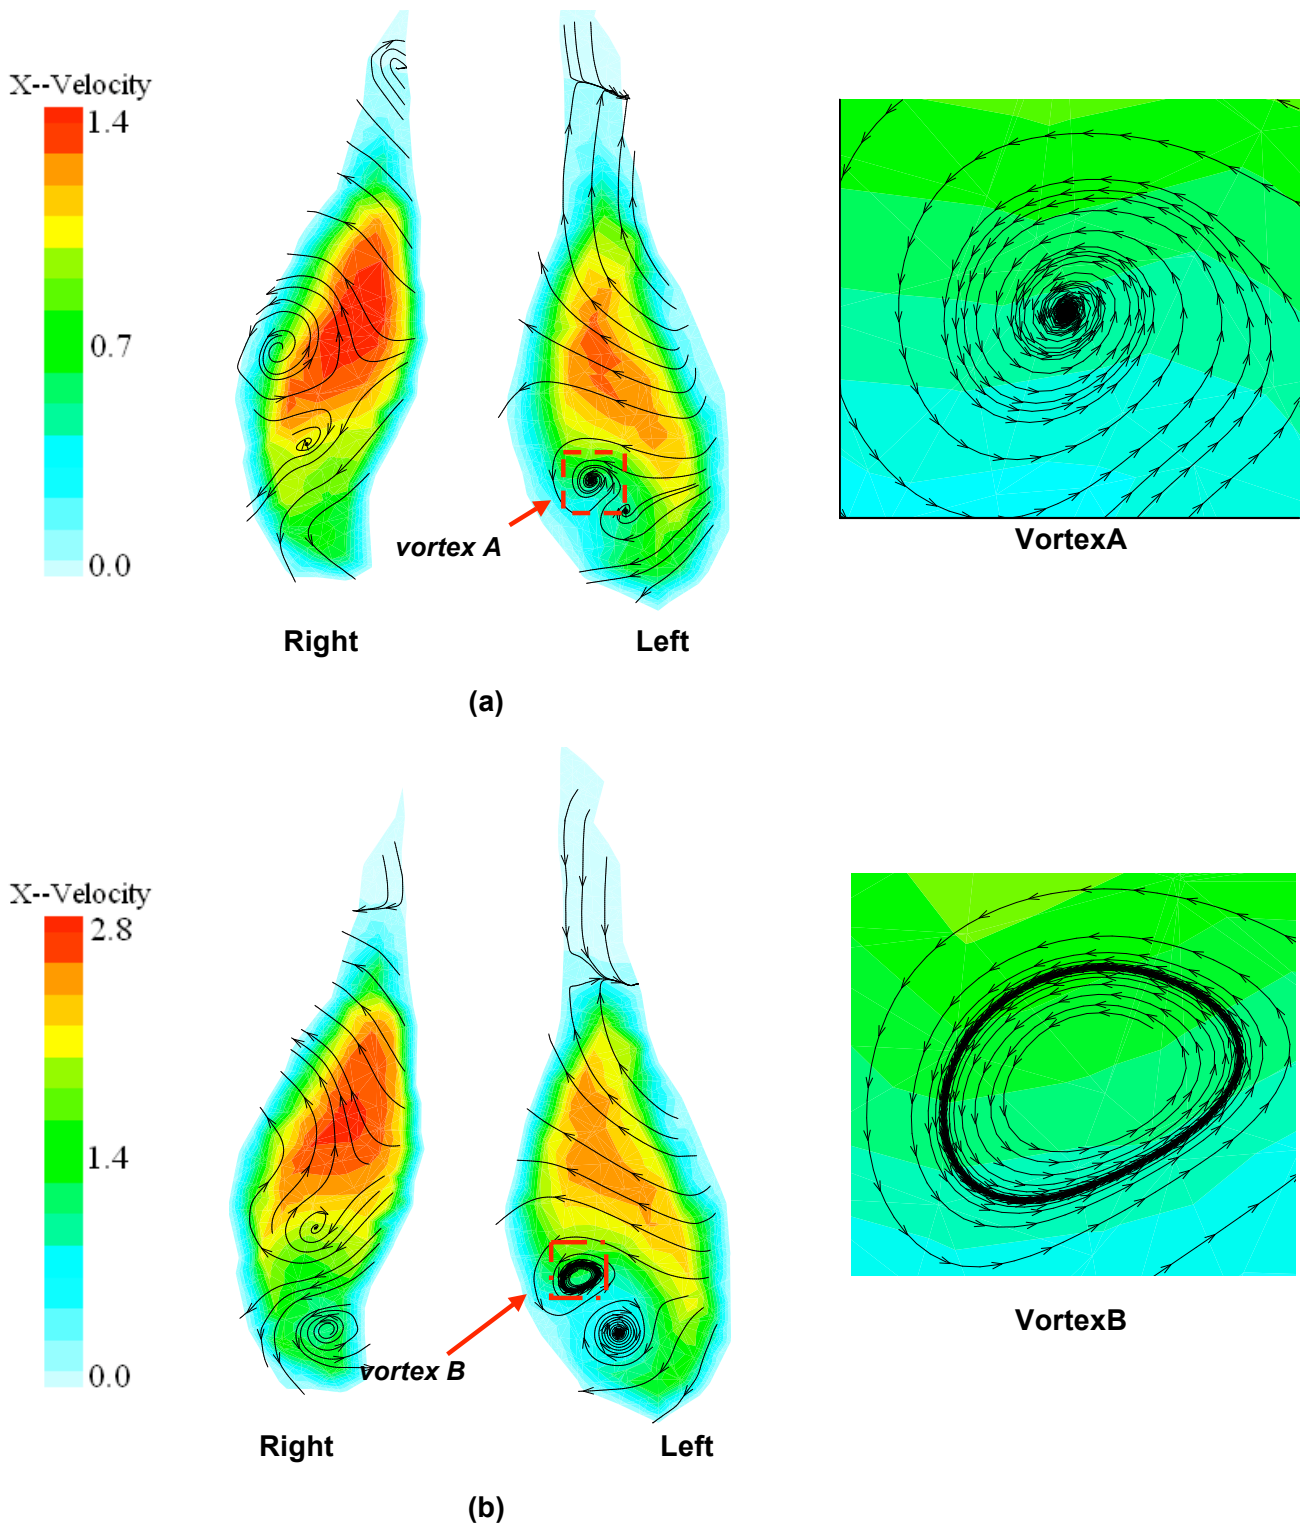 X--Velocity
1.4
0.7
0.0
vortex A
VortexA
Right
Left
(a)
X--Velocity
2.8
1.4
0.0
vortex B
VortexB
Right
Left
(b)